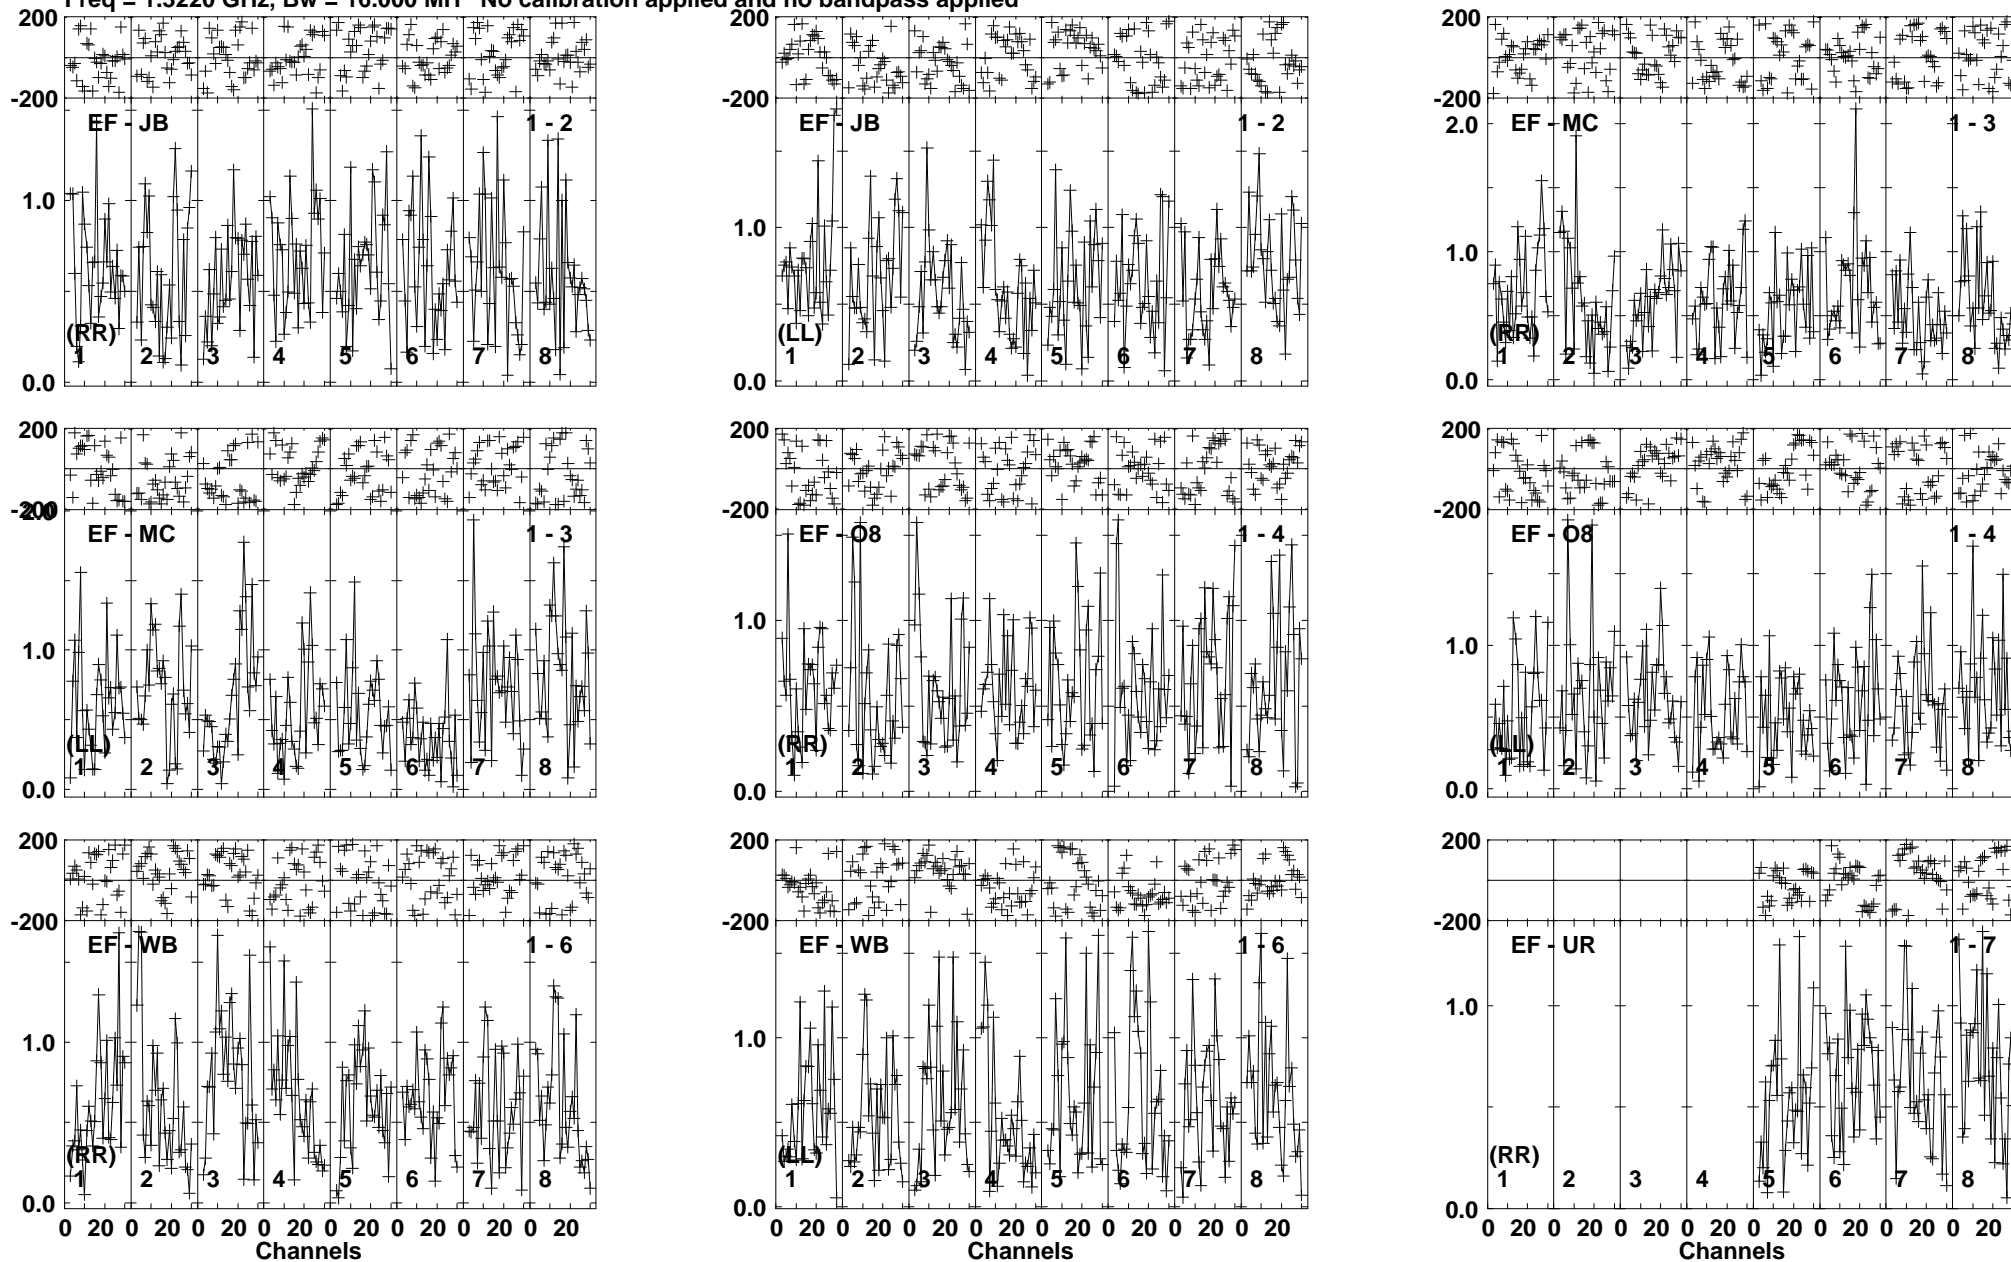 Freq = 1.3220 GHz, Bw = 16.000 MH No calibration applied and no bandpass applied
200 200 200
-200 -200 -200
EF - JB 1 - 2 EF - JB 1 - 2 EF - MC 1 - 3
2.0
1.0 1.0 1.0
(RR) (LL) (RR)
1 2 3 4 5 6 7 8 1 2 3 4 5 6 7 8 1 2 3 4 5 6 7 8
0.0 0.0 0.0
200 200 200
-200 -200 -200
2.0
EF - MC 1 - 3 EF - O8 1 - 4 EF - O8 1 - 4
1.0 1.0 1.0
(LL) (RR) (LL)
1 2 3 4 5 6 7 8 1 2 3 4 5 6 7 8 1 2 3 4 5 6 7 8
0.0 0.0 0.0
200 200 200
-200 -200 -200
EF - WB 1 - 6 EF - WB 1 - 6 EF - UR 1 - 7
1.0 1.0 1.0
(RR) (LL) (RR)
1 2 3 4 5 6 7 8 1 2 3 4 5 6 7 8 1 2 3 4 5 6 7 8
0.0 0.0 0.0
0 20 0 20 0 20 0 20 0 20 0 20 0 20 0 20 0 20 0 20 0 20 0 20 0 20 0 20 0 20 0 20 0 20 0 20 0 20 0 20 0 20 0 20 0 20 0 20
Channels Channels Channels